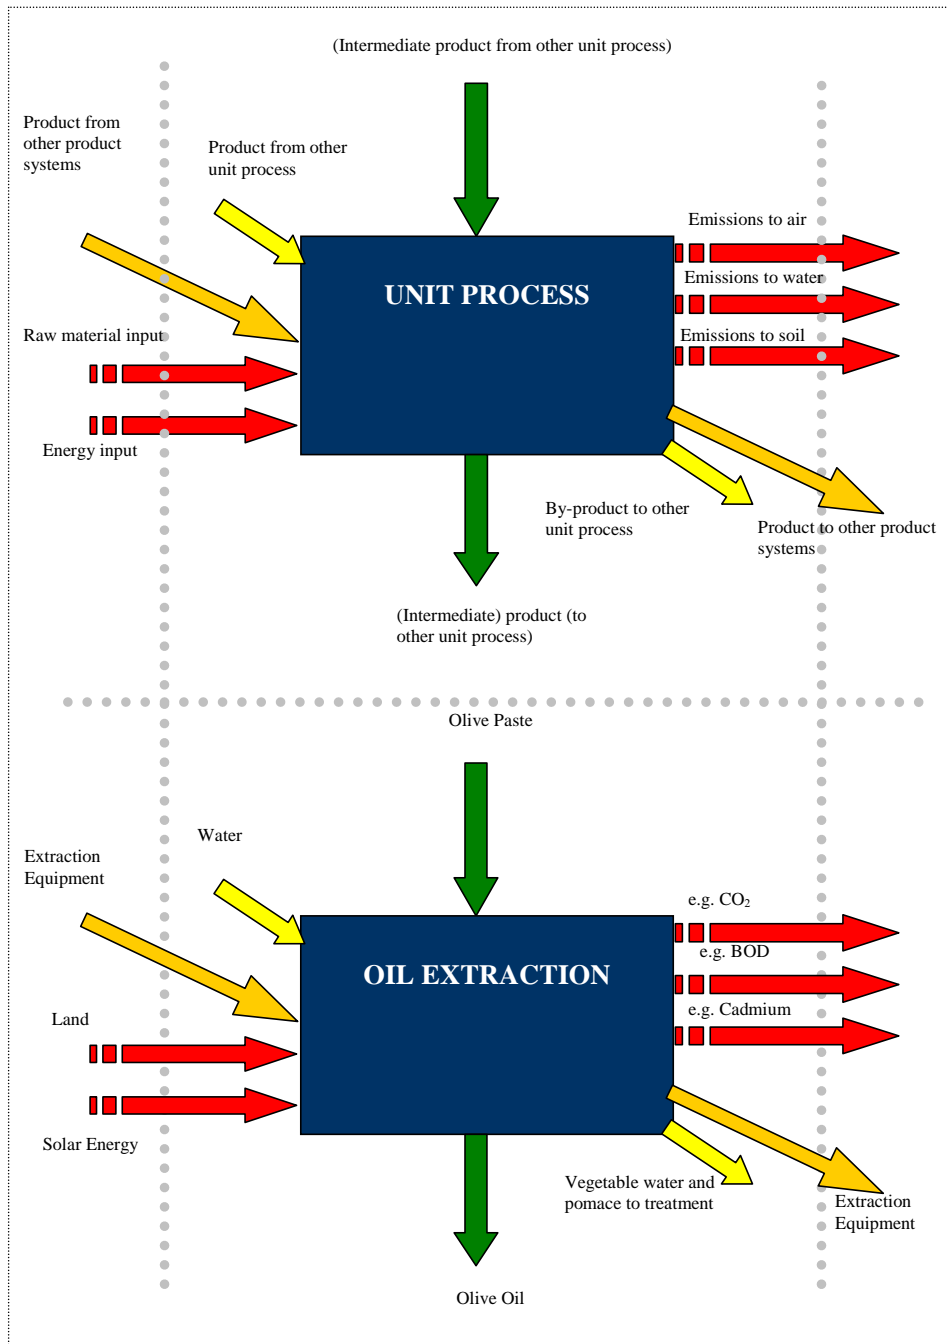 (Intermediate product from other unit process)
Product from
other product
systems
Product from other
unit process
Emissions to air
UNIT PROCESS
Emissions to water
Raw material input
Emissions to soil
Energy input
By-product to other
unit process
Product to other product
systems
(Intermediate) product (to
other unit process)
Olive Paste
Water
Extraction
Equipment
e.g. CO₂
OIL EXTRACTION
e.g. BOD
Land
e.g. Cadmium
Solar Energy
Vegetable water and
pomace to treatment
Extraction
Equipment
Olive Oil